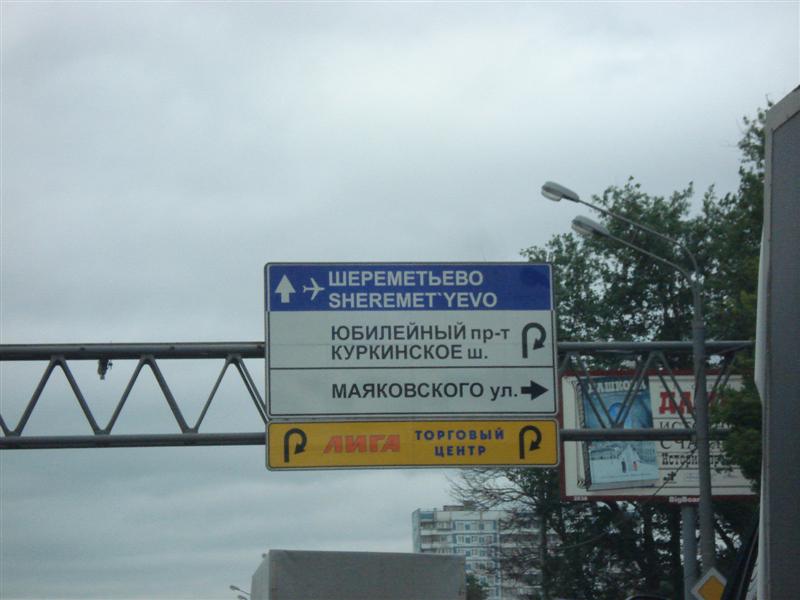 ШЕРЕМЕТЬЕВО
SHEREMET`YEVO
ЮБИЛЕЙНЫЙ пр-т
КУРКИНСКОЕ ш.
МАЯКОВСКОГО ул.
ЛИГА ТОРГОВЫЙ
ЦЕНТР